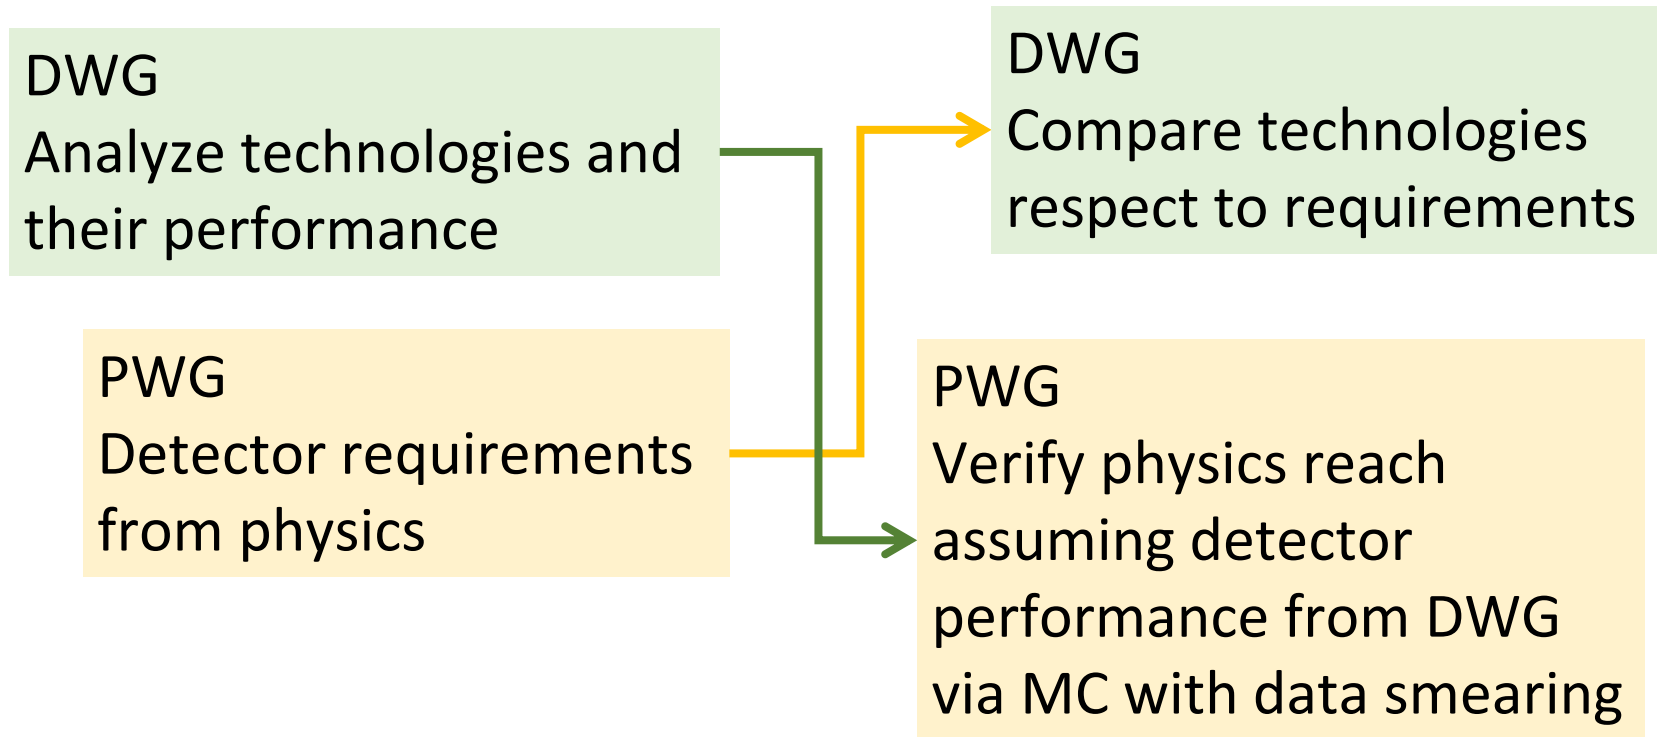 DWG
Analyze technologies and
their performance
PWG
Detector requirements
from physics
DWG
Compare technologies
respect to requirements
PWG
Verify physics reach
assuming detector
performance from DWG
via MC with data smearing